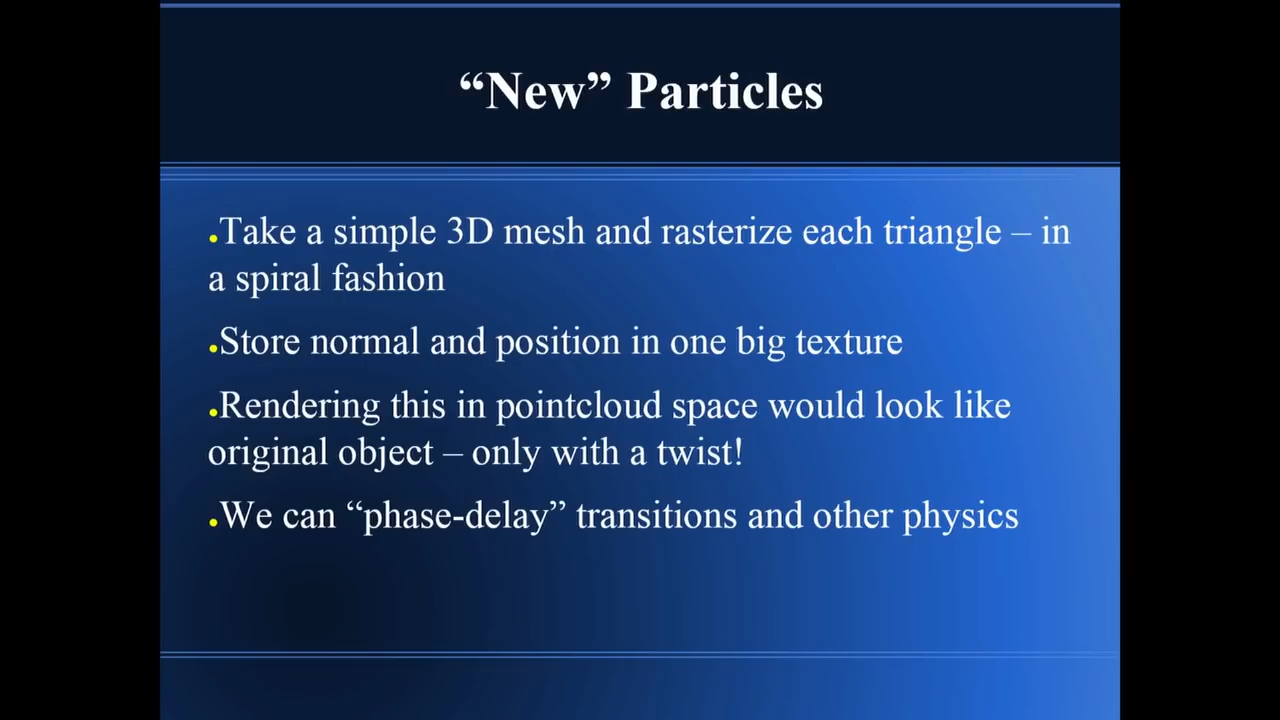 “New” Particles
●Take a simple 3D mesh and rasterize each triangle – in
a spiral fashion
●Store normal and position in one big texture
●Rendering this in pointcloud space would look like
original object – only with a twist!
●We can “phase-delay” transitions and other physics